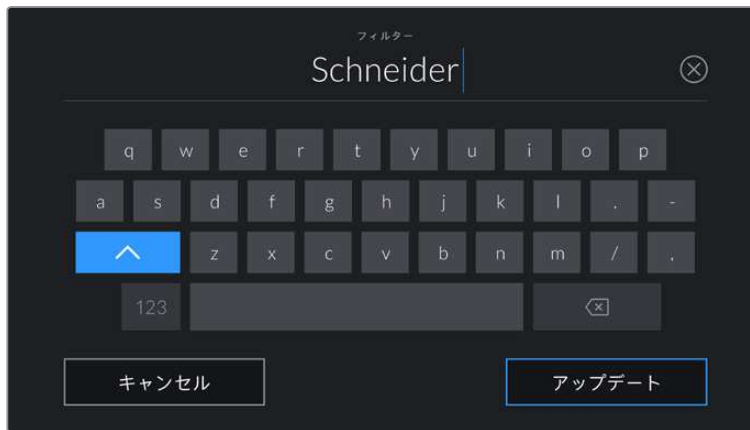 フィルター
Schneider
q w e r t y u i o p
a s d f g h j k l . -
z x c v b n m / ,
123
キャンセル アップデート